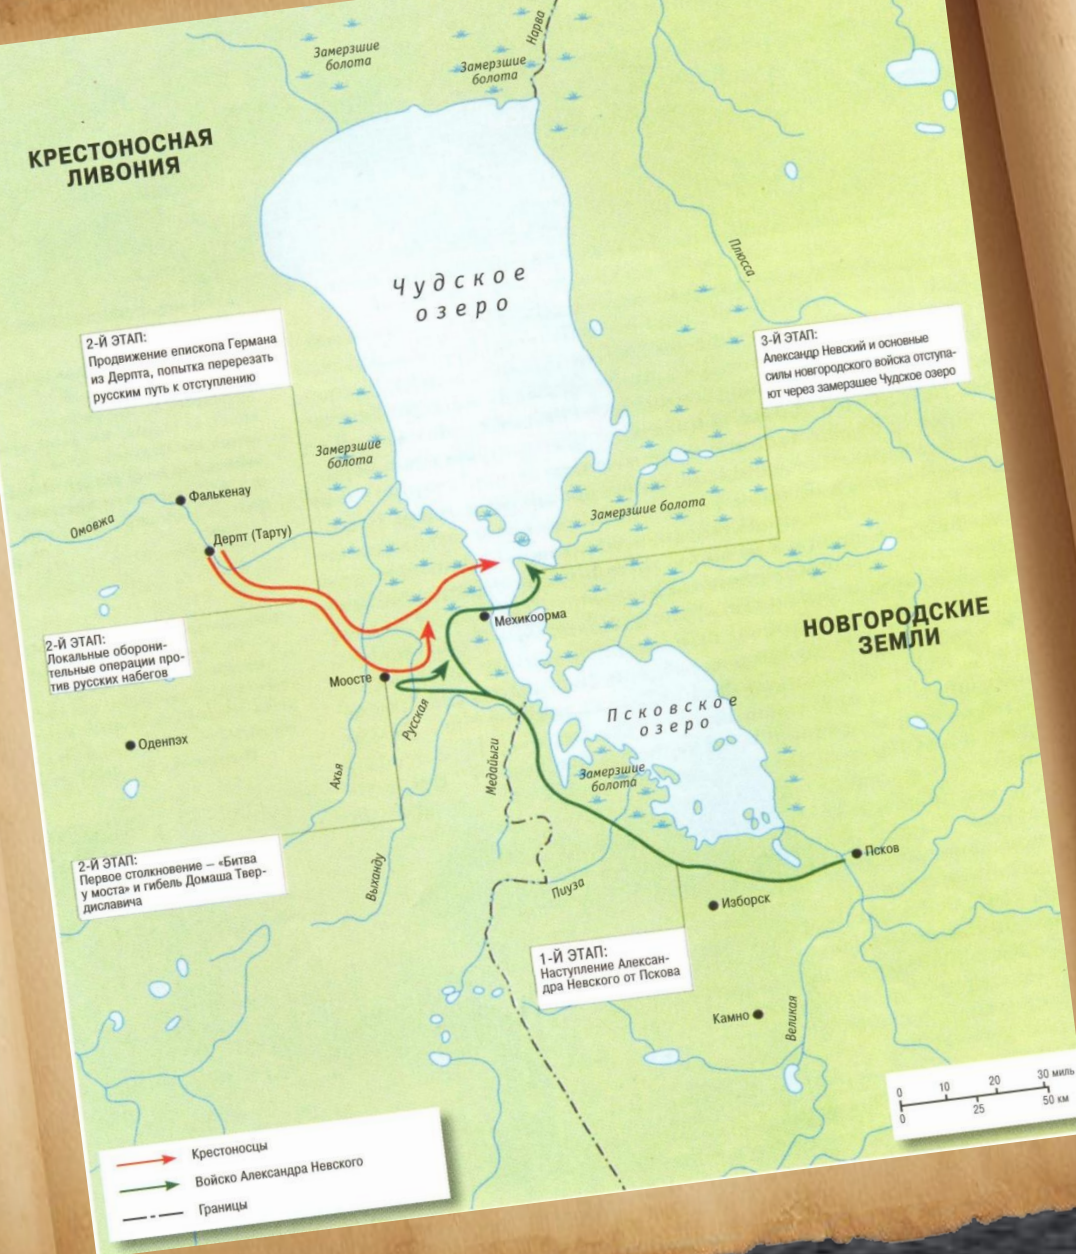 Нарва
Замерзшие
болота
Замерзшие
болота
КРЕСТОНОСНАЯ
ЛИВОНИЯ
Чудское
озеро
Плюсса
2-Й ЭТАП:
Продвижение епископа Германа
из Дерпта, попытка перерезать
русским путь к отступлению
3-Й ЭТАП:
Александр Невский и основные
силы новгородского войска отступа-
ют через замерзшее Чудское озеро
Замерзшие
болота
Фалькенау
Омовжа
Дерпт (Тарту)
Замерзшие болота
2-Й ЭТАП:
Локальные оборони-
тельные операции про-
тив русских набегов
Мехикоорма
НОВГОРОДСКИЕ
ЗЕМЛИ
Моосте
Русская
Псковское
озеро
Оденпэх
Ахья
Медайыги
Замерзшие
болота
2-Й ЭТАП:
Первое столкновение – «Битва
у моста» и гибель Домаша Твер-
диславича
Выханду
Пиуза
Псков
Изборск
1-Й ЭТАП:
Наступление Алексан-
дра Невского от Пскова
Камно
Великая
0 10 20 30 миль
0 25 50 км
Крестоносцы
Войско Александра Невского
Границы